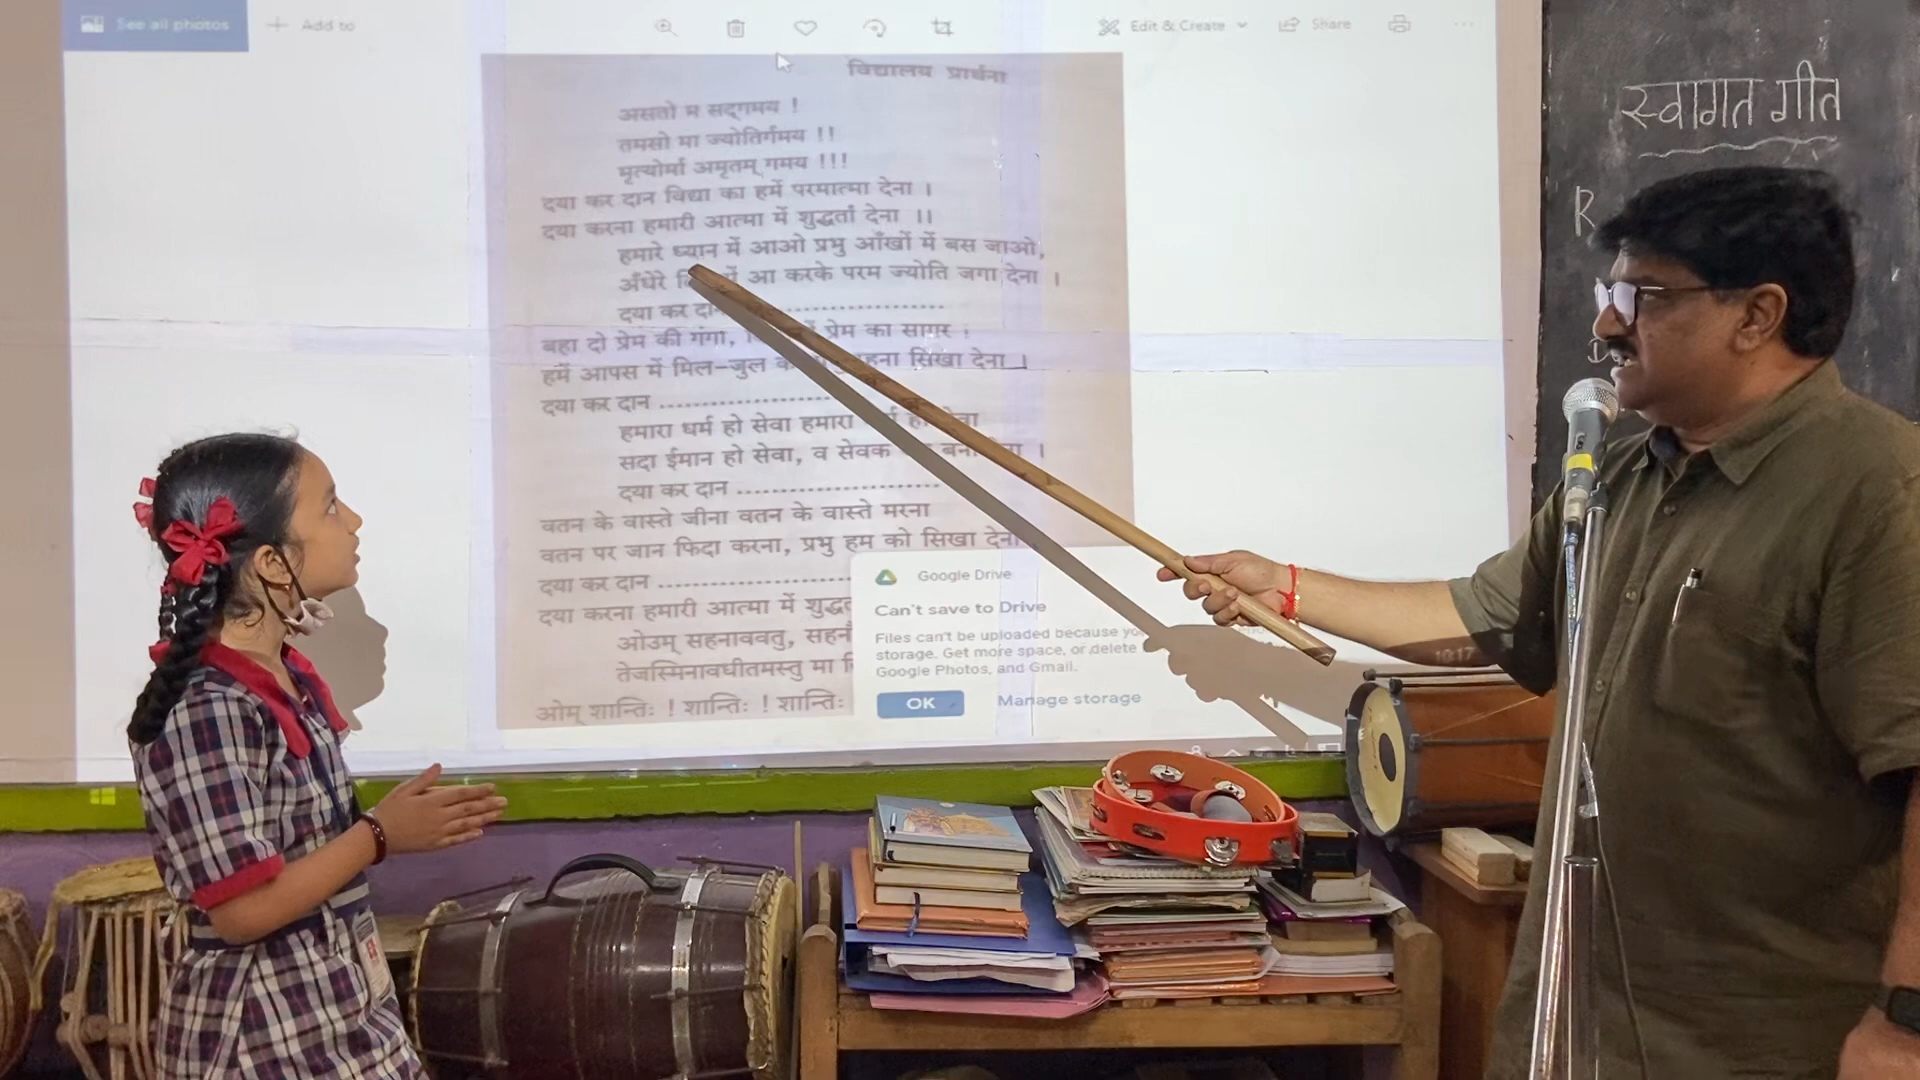 See all photos
Add to
Edit & Create
Share
विद्यालय प्रार्थना
असतो म सद्गमय !
तमसो मा ज्योतिर्गमय !!
मृत्योर्मा अमृतम् गमय !!!
दया कर दान विद्या का हमें परमात्मा देना ।
दया करना हमारी आत्मा में शुद्धर्ता देना ।।
हमारे ध्यान में आओ प्रभु आँखों में बस जाओ,
अँधेरे में आ करके परम ज्योति जगा देना ।
दया कर दान ....................
बहा दो प्रेम की गंगा, प्रेम का सागर ।
हमें आपस में मिल-जुल सिखा देना ।
दया कर दान ....................
हमारा धर्म हो सेवा हमारा हो
सदा ईमान हो सेवा, व सेवक ।
दया कर दान ....................
वतन के वास्ते जीना वतन के वास्ते मरना
वतन पर जान फिदा करना, प्रभु हम को सिखा देना
दया कर दान ....................
दया करना हमारी आत्मा में
ओउम् सहनाववतु,
तेजस्मिनावधीतमस्तु मा
ओम् शान्तिः ! शान्तिः ! शान्तिः
Google Drive
Can't save to Drive
Files can't be uploaded because
storage. Get more space, or delete
Google Photos, and Gmail.
OK
Manage storage
10:17
स्वागत गीत
R